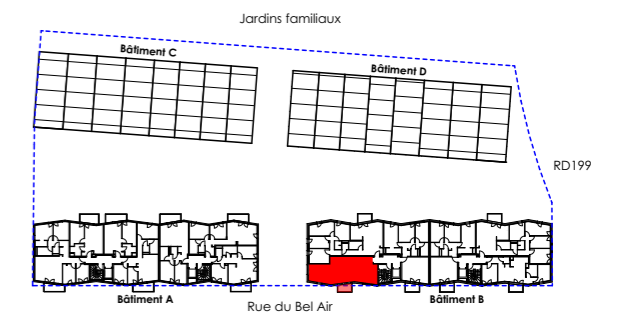 Jardins familiaux
Bâtiment C
Bâtiment D
RD199
Bâtiment A
Rue du Bel Air
Bâtiment B